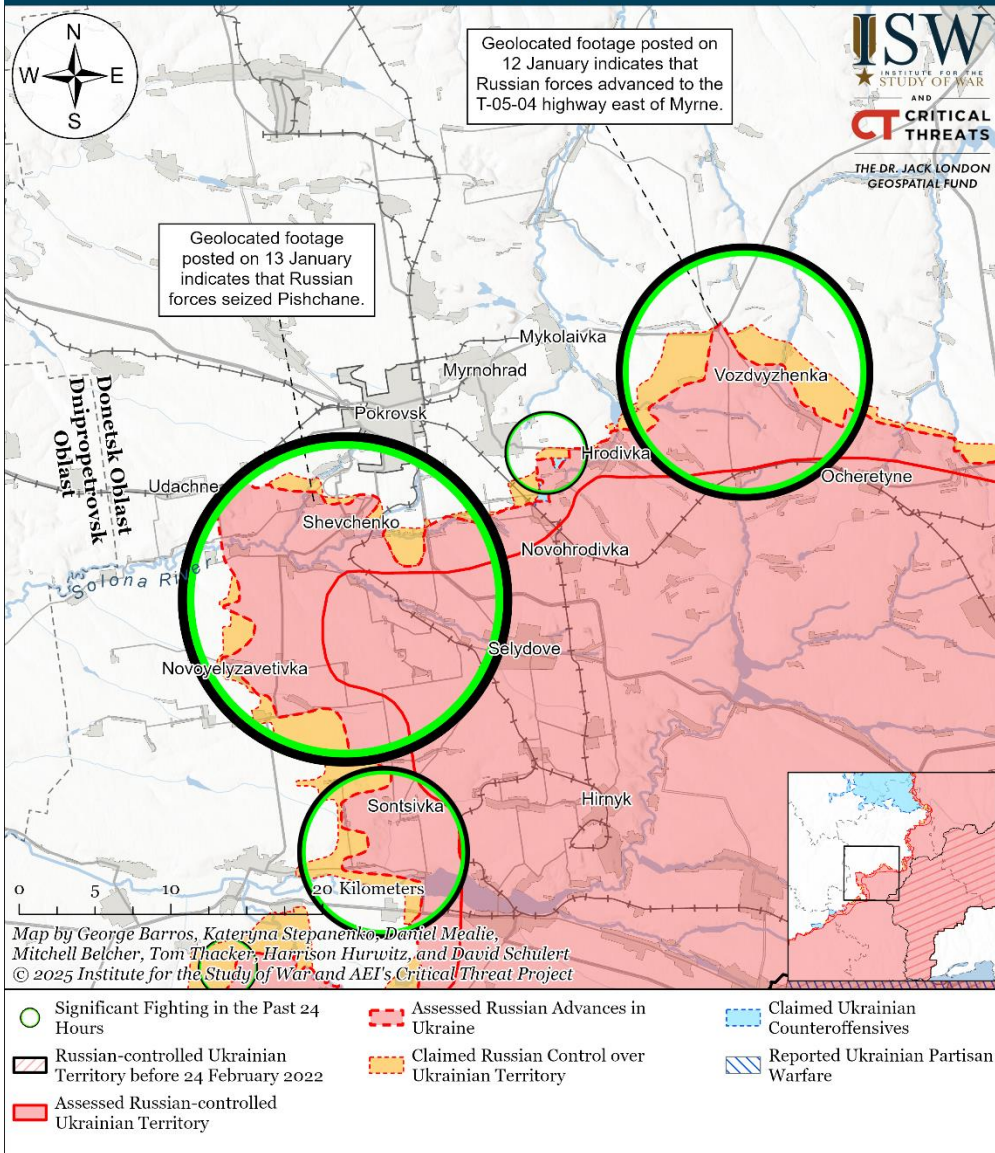 N
W E
S
Geolocated footage posted on
12 January indicates that
Russian forces advanced to the
T-05-04 highway east of Myrne.
ISW
INSTITUTE FOR THE
STUDY OF WAR
AND
CT CRITICAL
THREATS
THE DR. JACK LONDON
GEOSPATIAL FUND
Geolocated footage
posted on 13 January
indicates that Russian
forces seized Pishchane.
Mykolaivka
Myrnohrad
Vozdvyzhenka
Donetsk Oblast
Dnipropetrovsk
Oblast
Pokrovsk
Hrodivka
Udachne
Ocheretyne
Shevchenko
Novohrodivka
Solona River
Selydove
Novoyelyzavetivka
Sontsivka
Hirnyk
0 5 10 20 Kilometers
Map by George Barros, Kateryna Stepanenko, Daniel Mealie,
Mitchell Belcher, Tom Thacker, Harrison Hurwitz, and David Schulert
© 2025 Institute for the Study of War and AEI's Critical Threat Project
Significant Fighting in the Past 24
Hours
Russian-controlled Ukrainian
Territory before 24 February 2022
Assessed Russian-controlled
Ukrainian Territory
Assessed Russian Advances in
Ukraine
Claimed Russian Control over
Ukrainian Territory
Claimed Ukrainian
Counteroffensives
Reported Ukrainian Partisan
Warfare